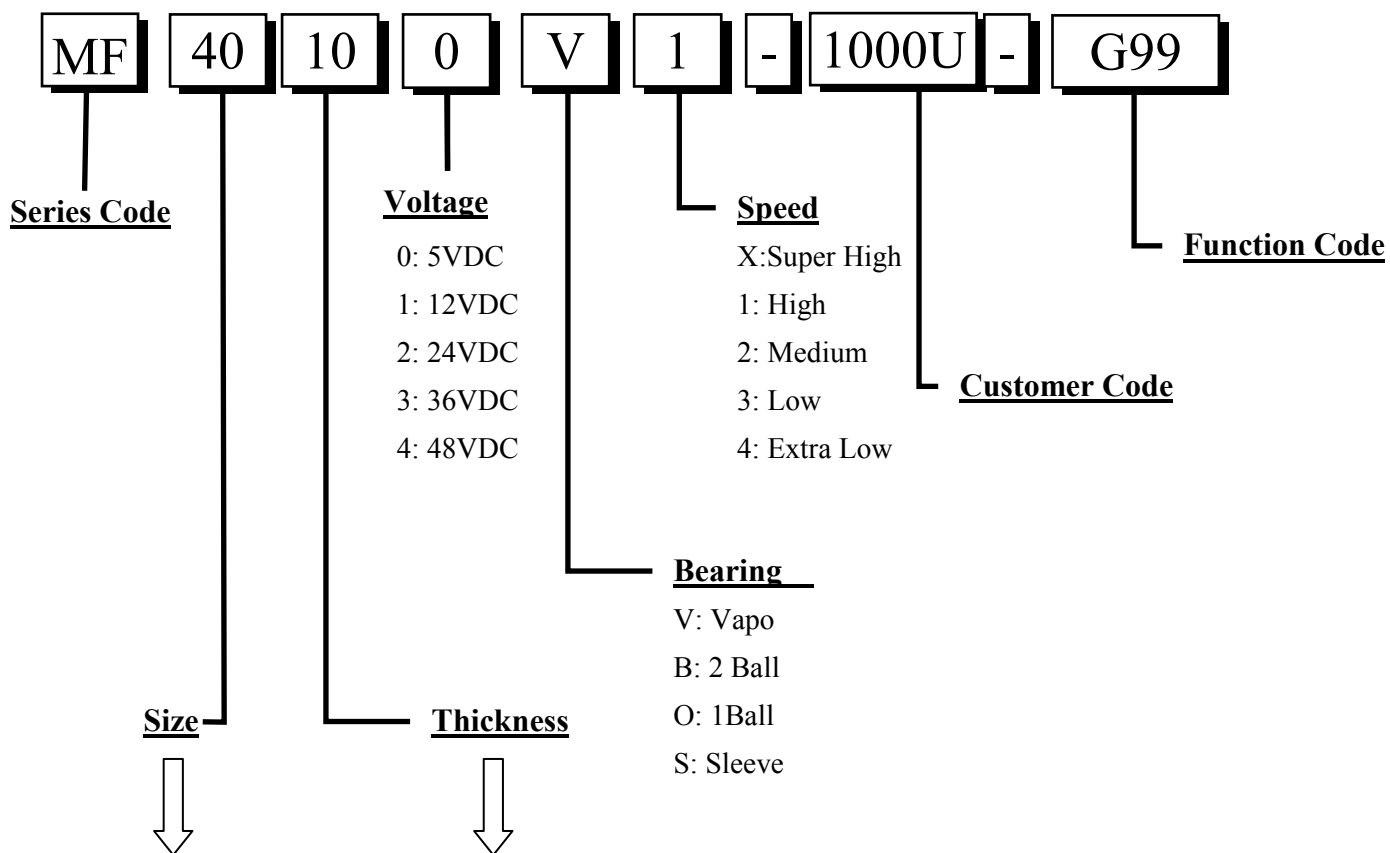 MF 40 10 0 V 1 - 1000U - G99
Series Code
Voltage
0: 5VDC
1: 12VDC
2: 24VDC
3: 36VDC
4: 48VDC
Speed
X:Super High
1: High
2: Medium
3: Low
4: Extra Low
Function Code
Customer Code
Bearing
V: Vapo
B: 2 Ball
O: 1Ball
S: Sleeve
Size
Thickness